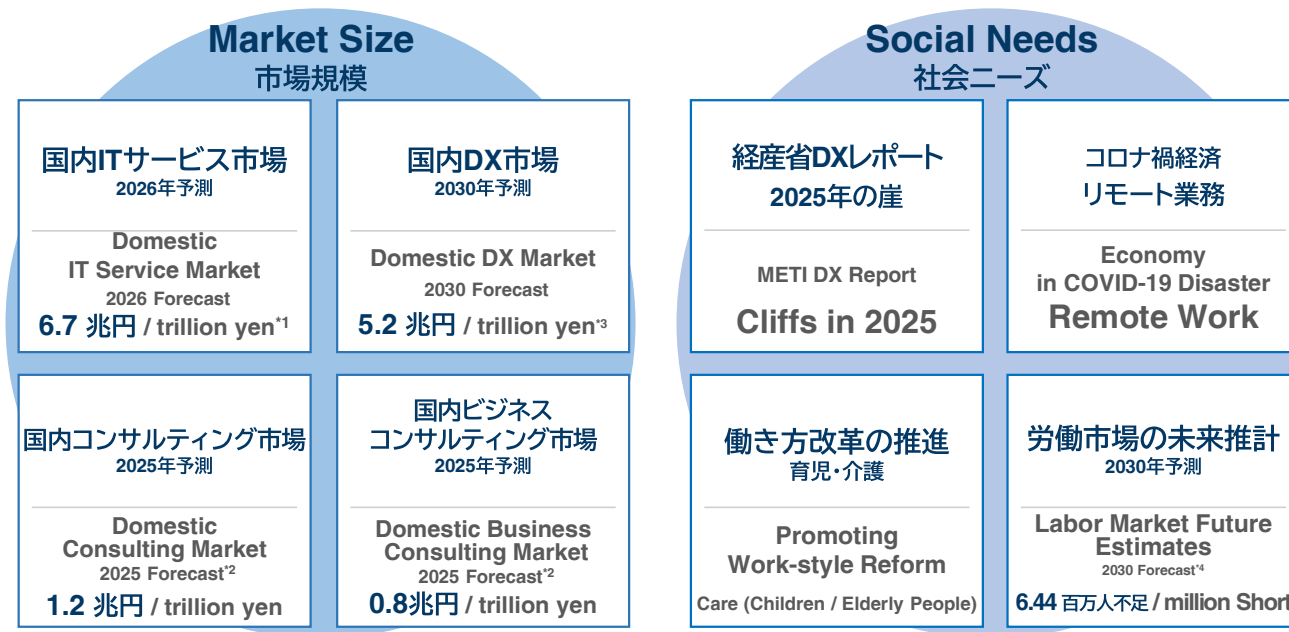 Market Size
市場規模
国内ITサービス市場
2026年予測
Domestic
IT Service Market
2026 Forecast
6.7 兆円 / trillion yen*1
国内DX市場
2030年予測
Domestic DX Market
2030 Forecast
5.2 兆円 / trillion yen*3
国内コンサルティング市場
2025年予測
Domestic
Consulting Market
2025 Forecast*2
1.2 兆円 / trillion yen
国内ビジネス
コンサルティング市場
2025年予測
Domestic Business
Consulting Market
2025 Forecast*2
0.8兆円 / trillion yen
Social Needs
社会ニーズ
経産省DXレポート
2025年の崖
METI DX Report
Cliffs in 2025
コロナ禍経済
リモート業務
Economy
in COVID-19 Disaster
Remote Work
働き方改革の推進
育児・介護
Promoting
Work-style Reform
Care (Children / Elderly People)
労働市場の未来推計
2030年予測
Labor Market Future
Estimates
2030 Forecast*4
6.44 百万人不足 / million Short